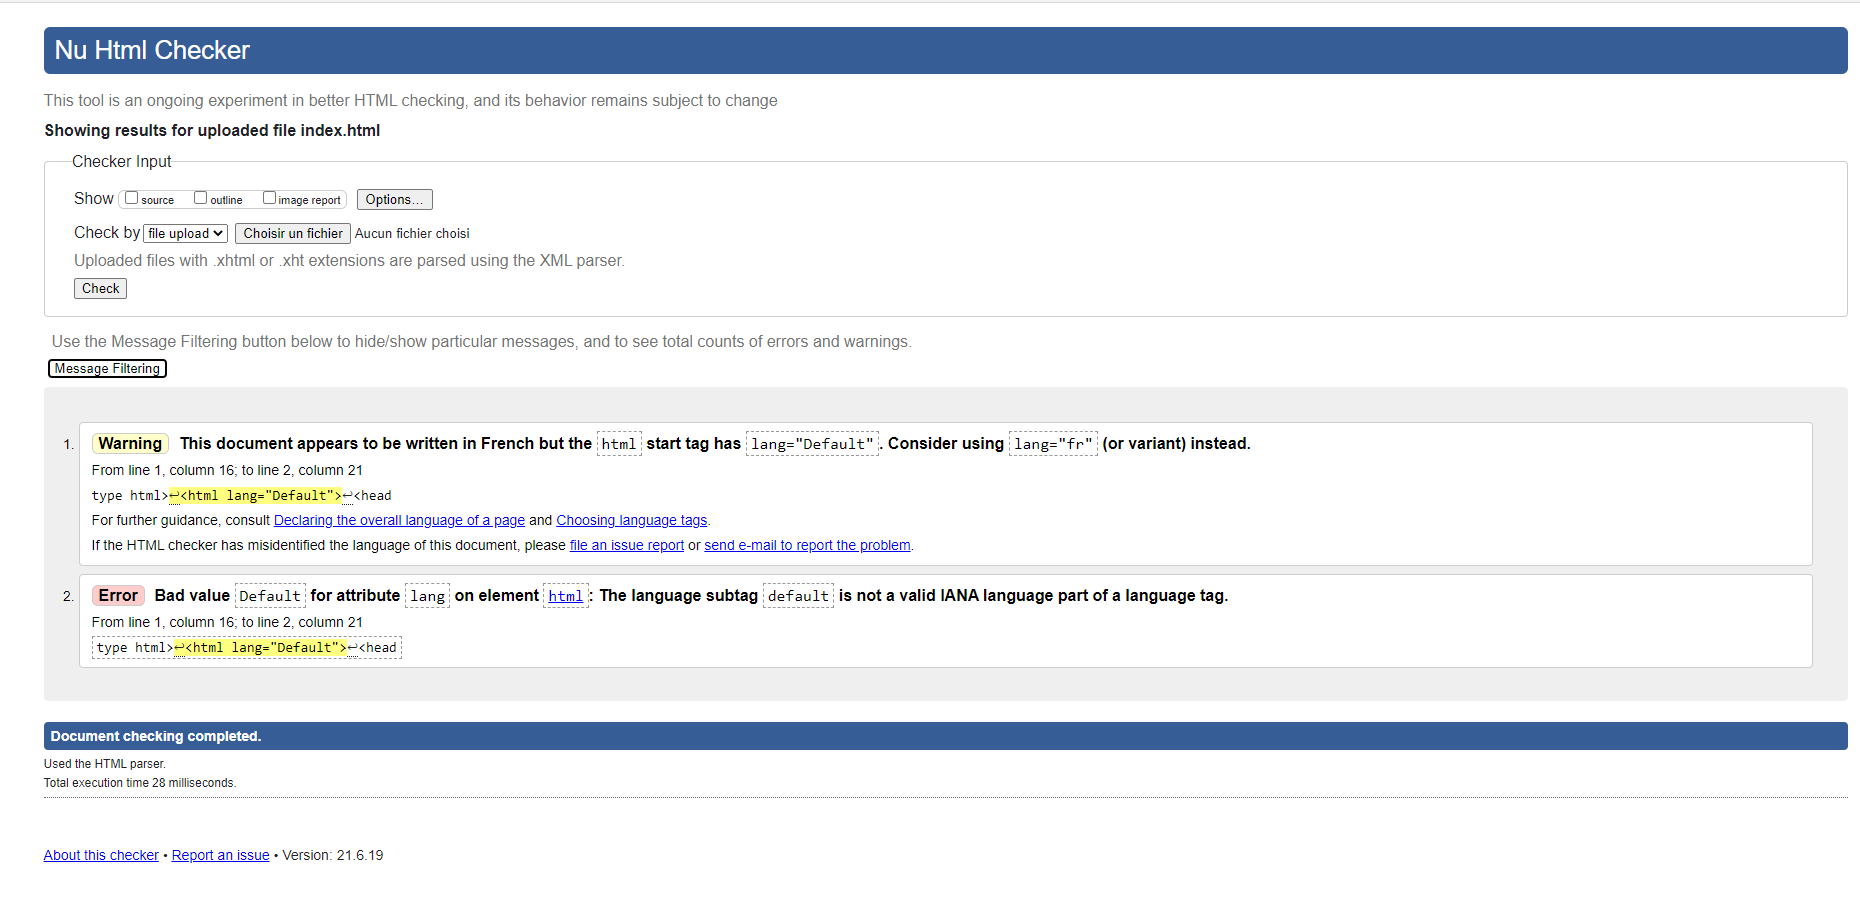 Nu Html Checker
This tool is an ongoing experiment in better HTML checking, and its behavior remains subject to change
Showing results for uploaded file index.html
Checker Input
Show source outline image report Options...
Check by file upload Choisir un fichier Aucun fichier choisi
Uploaded files with .xhtml or .xht extensions are parsed using the XML parser.
Check
Use the Message Filtering button below to hide/show particular messages, and to see total counts of errors and warnings.
Message Filtering
1. Warning This document appears to be written in French but the html start tag has lang="Default". Consider using lang="fr" (or variant) instead.
From line 1, column 16; to line 2, column 21
type html>↩<html lang="Default">↩<head
For further guidance, consult Declaring the overall language of a page and Choosing language tags.
If the HTML checker has misidentified the language of this document, please file an issue report or send e-mail to report the problem.
2. Error Bad value Default for attribute lang on element html: The language subtag default is not a valid IANA language part of a language tag.
From line 1, column 16; to line 2, column 21
type html>↩<html lang="Default">↩<head
Document checking completed.
Used the HTML parser.
Total execution time 28 milliseconds.
About this checker • Report an issue • Version: 21.6.19